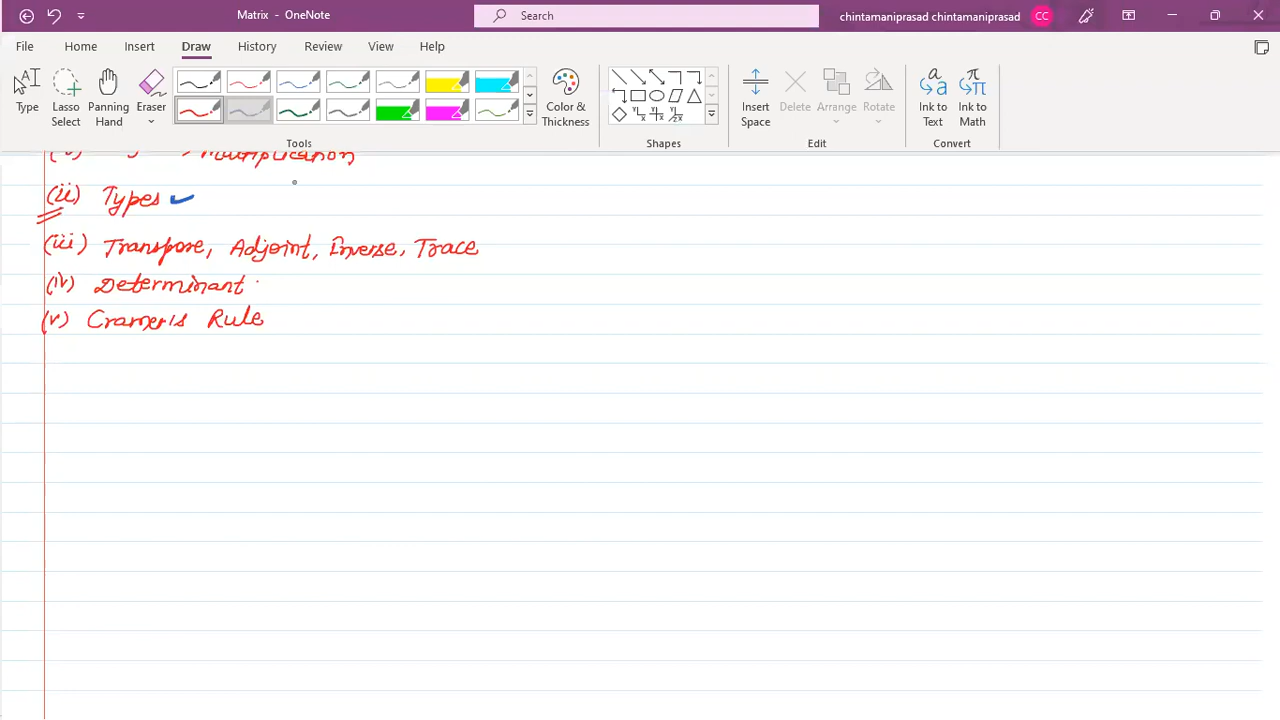 Matrix - OneNote
Search
chintamaniprasad chintamaniprasad
CC
File Home Insert Draw History Review View Help
Type
Lasso Select
Panning Hand
Eraser
Color & Thickness
Insert Space
Delete
Arrange
Rotate
Ink to Text
Ink to Math
Tools
Shapes
Edit
Convert
Multiplication
(ii) Types
(iii) Transpose, Adjoint, Inverse, Trace
(iv) Determinant
(v) Cramer's Rule